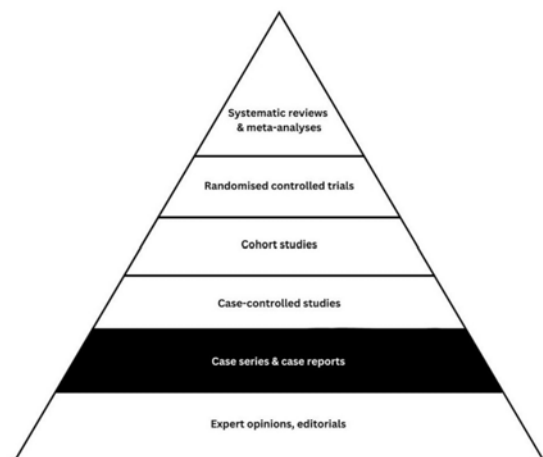 Systematic reviews
& meta-analyses
Randomised controlled trials
Cohort studies
Case-controlled studies
Case series & case reports
Expert opinions, editorials